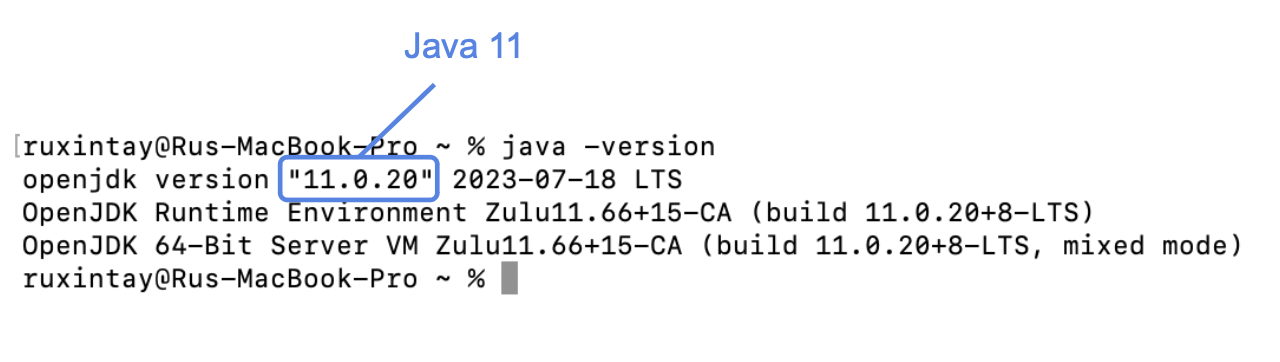 Java 11
[ruxintay@Rus-MacBook-Pro ~ % java -version
openjdk version "11.0.20" 2023-07-18 LTS
OpenJDK Runtime Environment Zulu11.66+15-CA (build 11.0.20+8-LTS)
OpenJDK 64-Bit Server VM Zulu11.66+15-CA (build 11.0.20+8-LTS, mixed mode)
ruxintay@Rus-MacBook-Pro ~ %